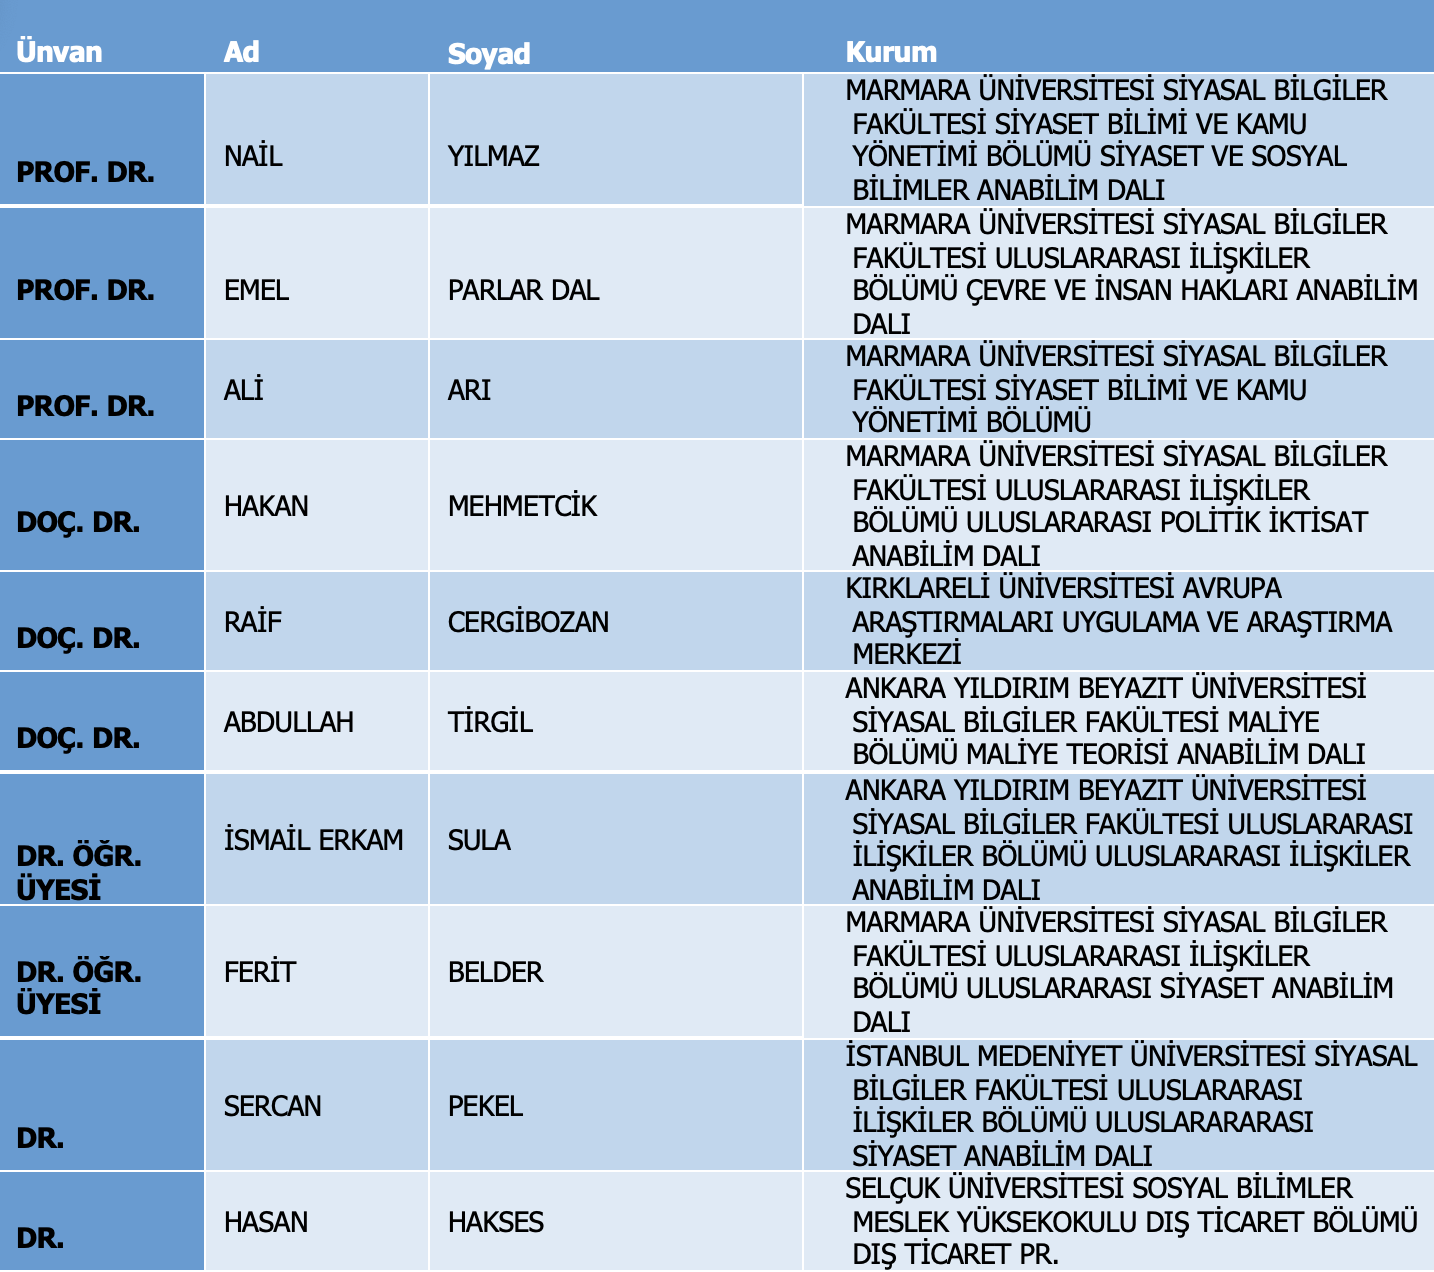 Ünvan Ad Soyad Kurum
MARMARA ÜNİVERSİTESİ SİYASAL BİLGİLER
FAKÜLTESİ SİYASET BİLİMİ VE KAMU
PROF. DR. NAİL YILMAZ YÖNETİMİ BÖLÜMÜ SİYASET VE SOSYAL
BİLİMLER ANABİLİM DALI
MARMARA ÜNİVERSİTESİ SİYASAL BİLGİLER
FAKÜLTESİ ULUSLARARASI İLİŞKİLER
PROF. DR. EMEL PARLAR DAL BÖLÜMÜ ÇEVRE VE İNSAN HAKLARI ANABİLİM
DALI
MARMARA ÜNİVERSİTESİ SİYASAL BİLGİLER
PROF. DR. ALİ ARI FAKÜLTESİ SİYASET BİLİMİ VE KAMU
YÖNETİMİ BÖLÜMÜ
MARMARA ÜNİVERSİTESİ SİYASAL BİLGİLER
FAKÜLTESİ ULUSLARARASI İLİŞKİLER
DOÇ. DR. HAKAN MEHMETCİK BÖLÜMÜ ULUSLARARASI POLİTİK İKTİSAT
ANABİLİM DALI
KIRKLARELİ ÜNİVERSİTESİ AVRUPA
DOÇ. DR. RAİF CERGİBOZAN ARAŞTIRMALARI UYGULAMA VE ARAŞTIRMA
MERKEZİ
ANKARA YILDIRIM BEYAZIT ÜNİVERSİTESİ
DOÇ. DR. ABDULLAH TİRGİL SİYASAL BİLGİLER FAKÜLTESİ MALİYE
BÖLÜMÜ MALİYE TEORİSİ ANABİLİM DALI
ANKARA YILDIRIM BEYAZIT ÜNİVERSİTESİ
SİYASAL BİLGİLER FAKÜLTESİ ULUSLARARASI
DR. ÖĞR. İSMAİL ERKAM SULA İLİŞKİLER BÖLÜMÜ ULUSLARARASI İLİŞKİLER
ÜYESİ ANABİLİM DALI
MARMARA ÜNİVERSİTESİ SİYASAL BİLGİLER
FAKÜLTESİ ULUSLARARASI İLİŞKİLER
DR. ÖĞR. FERİT BELDER BÖLÜMÜ ULUSLARARASI SİYASET ANABİLİM
ÜYESİ DALI
İSTANBUL MEDENİYET ÜNİVERSİTESİ SİYASAL
BİLGİLER FAKÜLTESİ ULUSLARARASI
DR. SERCAN PEKEL İLİŞKİLER BÖLÜMÜ ULUSLARARARASI
SİYASET ANABİLİM DALI
SELÇUK ÜNİVERSİTESİ SOSYAL BİLİMLER
DR. HASAN HAKSES MESLEK YÜKSEKOKULU DIŞ TİCARET BÖLÜMÜ
DIŞ TİCARET PR.